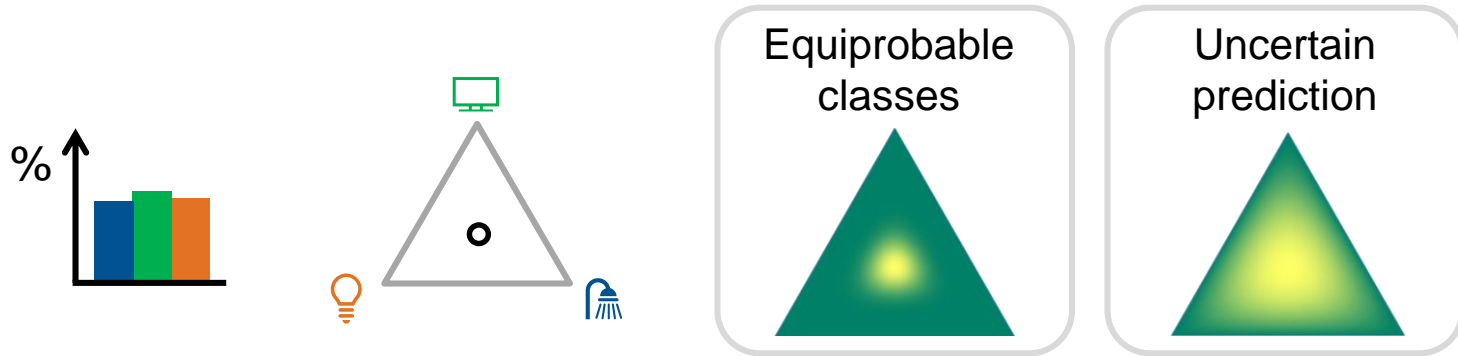 %
Equiprobable
classes
Uncertain
prediction